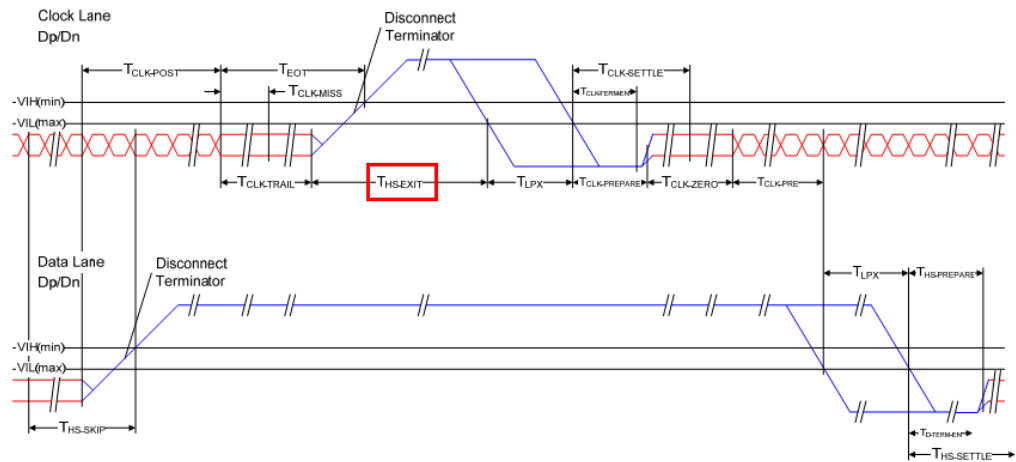 Clock Lane
Dp/Dn
Disconnect
Terminator
TCLK-POST
TEOT
TCLK-SETTLE
TCLK-MISS
TCLK-TERM-EN
VIH(min)
VIL(max)
TCLK-TRAIL
THS-EXIT
TLPX
TCLK-PREPARE
TCLK-ZERO
TCLK-PRE
Data Lane
Dp/Dn
Disconnect
Terminator
TLPX
THS-PREPARE
VIH(min)
VIL(max)
THS-SKIP
TD-TERM-EN
THS-SETTLE